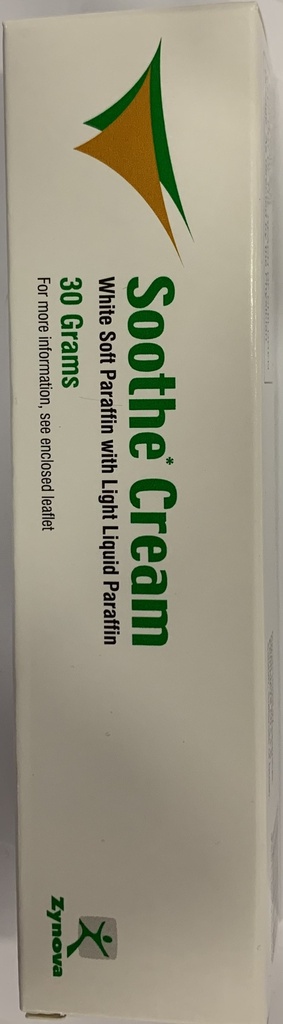 Soothe* Cream
White Soft Paraffin with Light Liquid Paraffin
30 Grams
For more information, see enclosed leaflet
Zynova